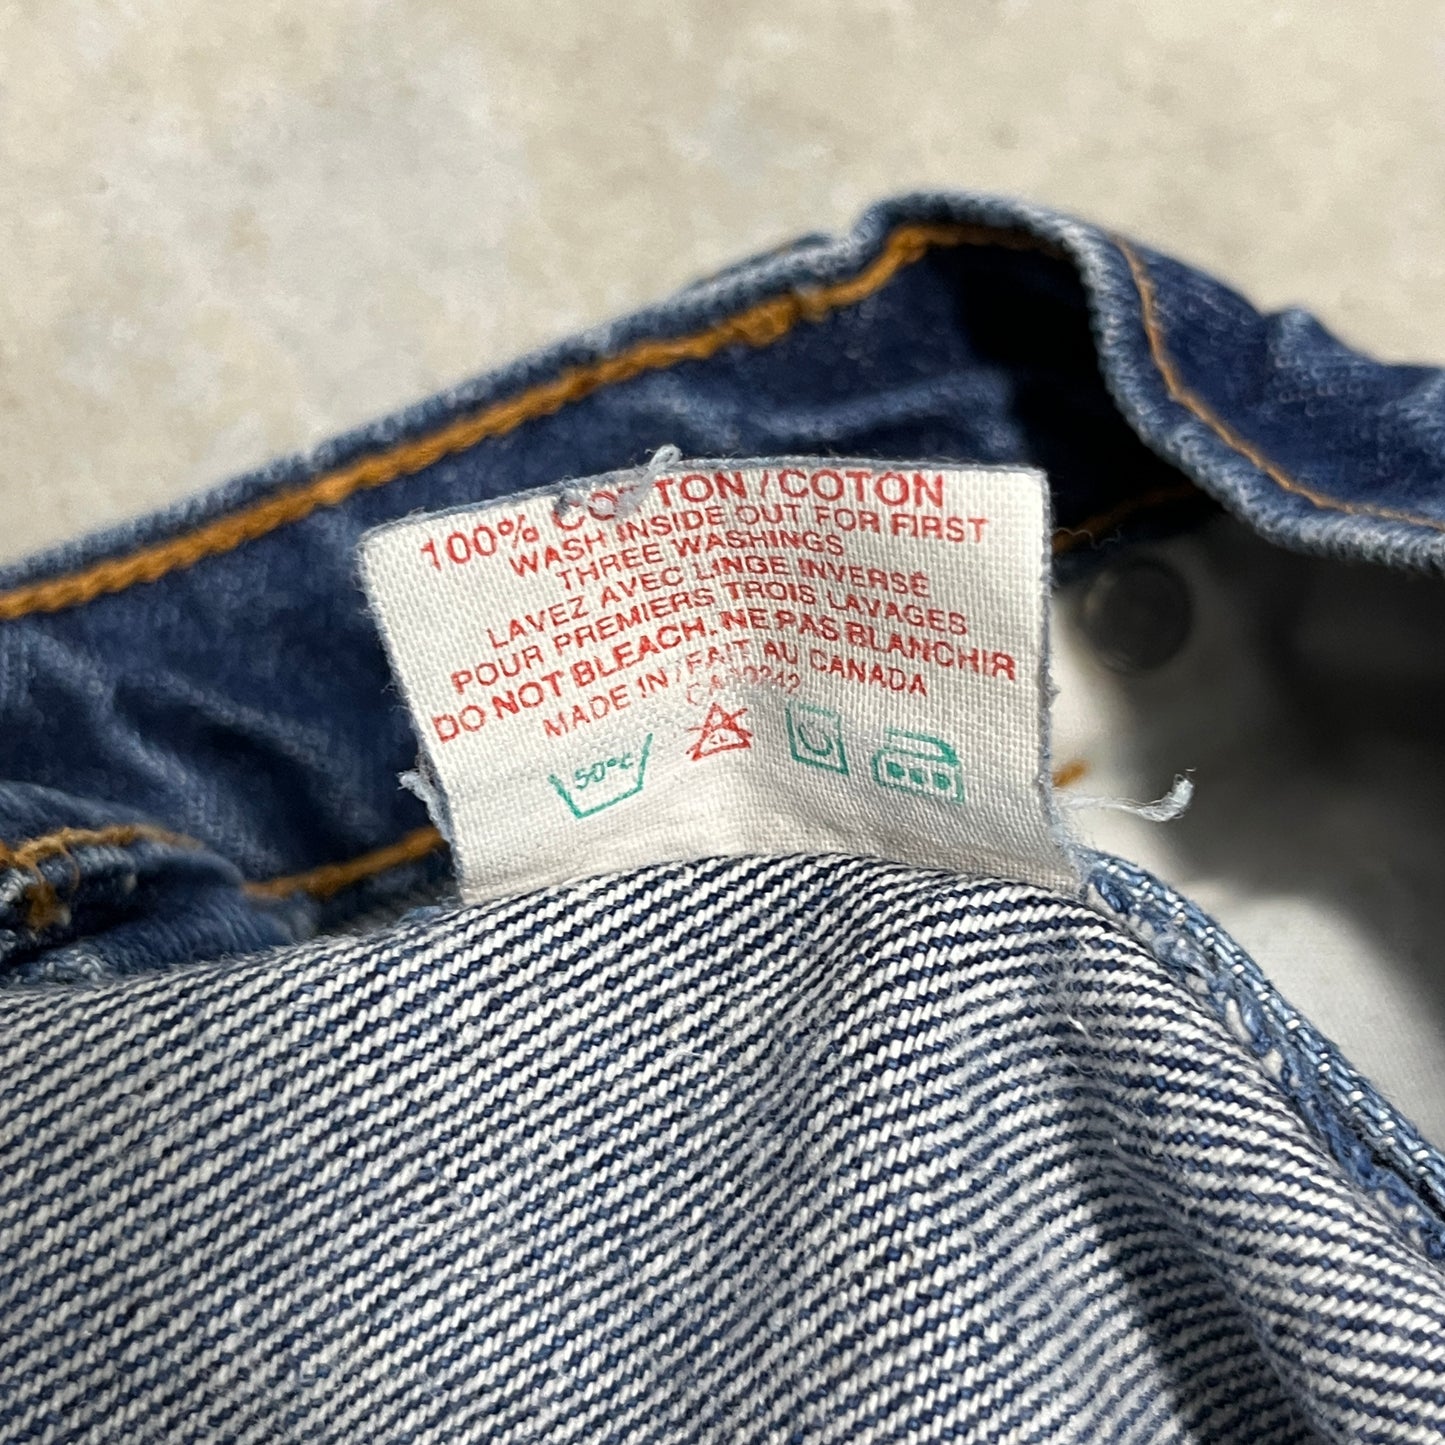 100% COTTON / COTON
WASH INSIDE OUT FOR FIRST
THREE WASHINGS
LAVEZ AVEC LINGE INVERSÉ
POUR PREMIERS TROIS LAVAGES
DO NOT BLEACH. NE PAS BLANCHIR
MADE IN / FAIT AU CANADA
50°C CL